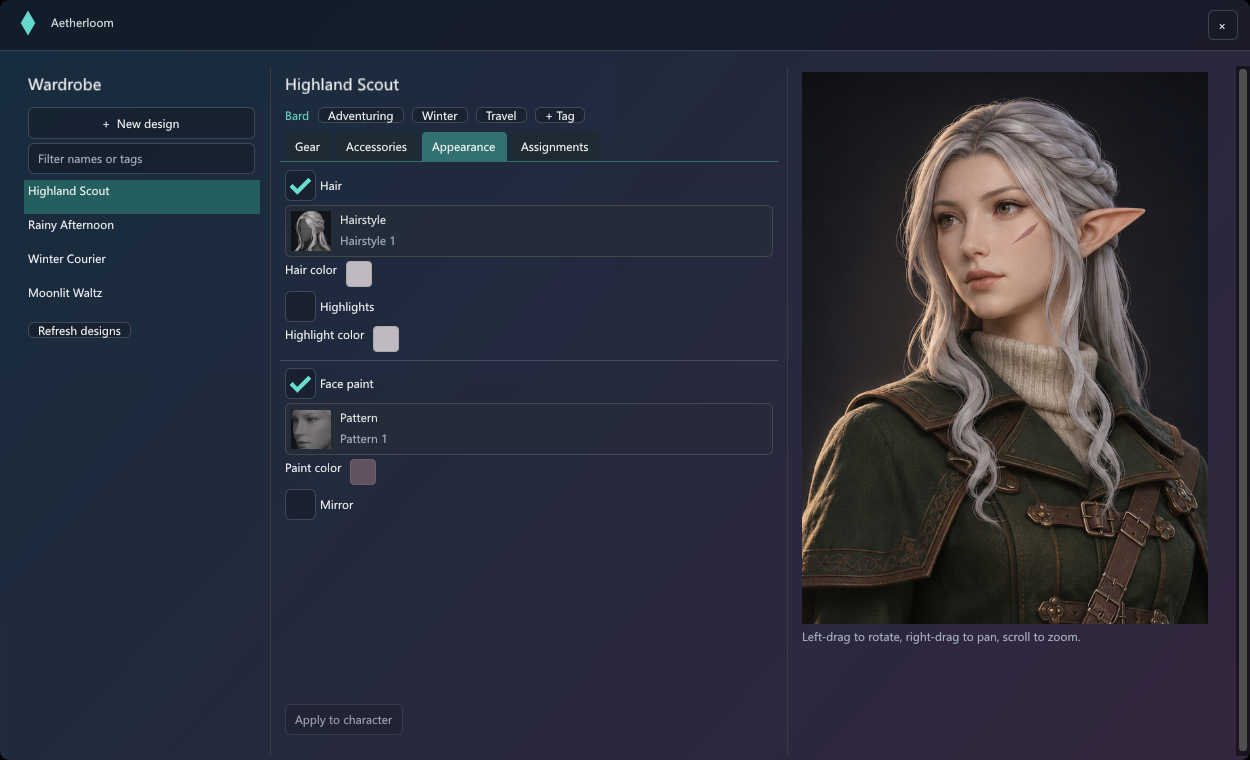 Aetherloom
×
Wardrobe
+ New design
Filter names or tags
Highland Scout
Rainy Afternoon
Winter Courier
Moonlit Waltz
Refresh designs
Highland Scout
Bard Adventuring Winter Travel + Tag
Gear Accessories Appearance Assignments
Hair
Hairstyle
Hairstyle 1
Hair color
Highlights
Highlight color
Face paint
Pattern
Pattern 1
Paint color
Mirror
Apply to character
Left-drag to rotate, right-drag to pan, scroll to zoom.